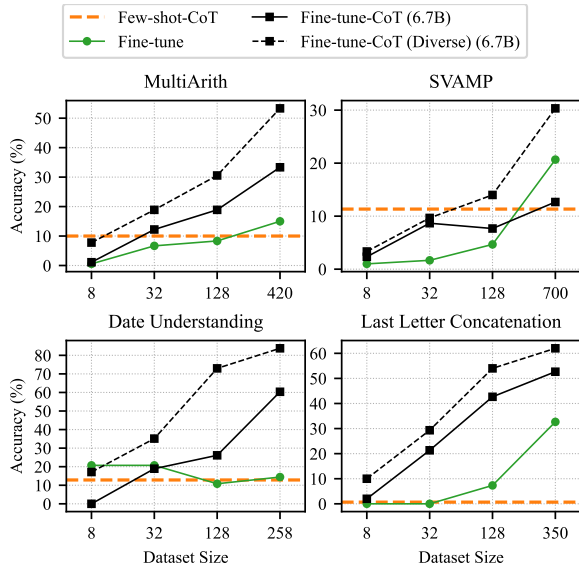 Few-shot-CoT
Fine-tune
Fine-tune-CoT (6.7B)
Fine-tune-CoT (Diverse) (6.7B)
MultiArith
Accuracy (%)
50
40
30
20
10
0
8 32 128 420
SVAMP
30
20
10
0
8 32 128 700
Date Understanding
Accuracy (%)
80
70
60
50
40
30
20
10
0
8 32 128 258
Dataset Size
Last Letter Concatenation
60
50
40
30
20
10
0
8 32 128 350
Dataset Size